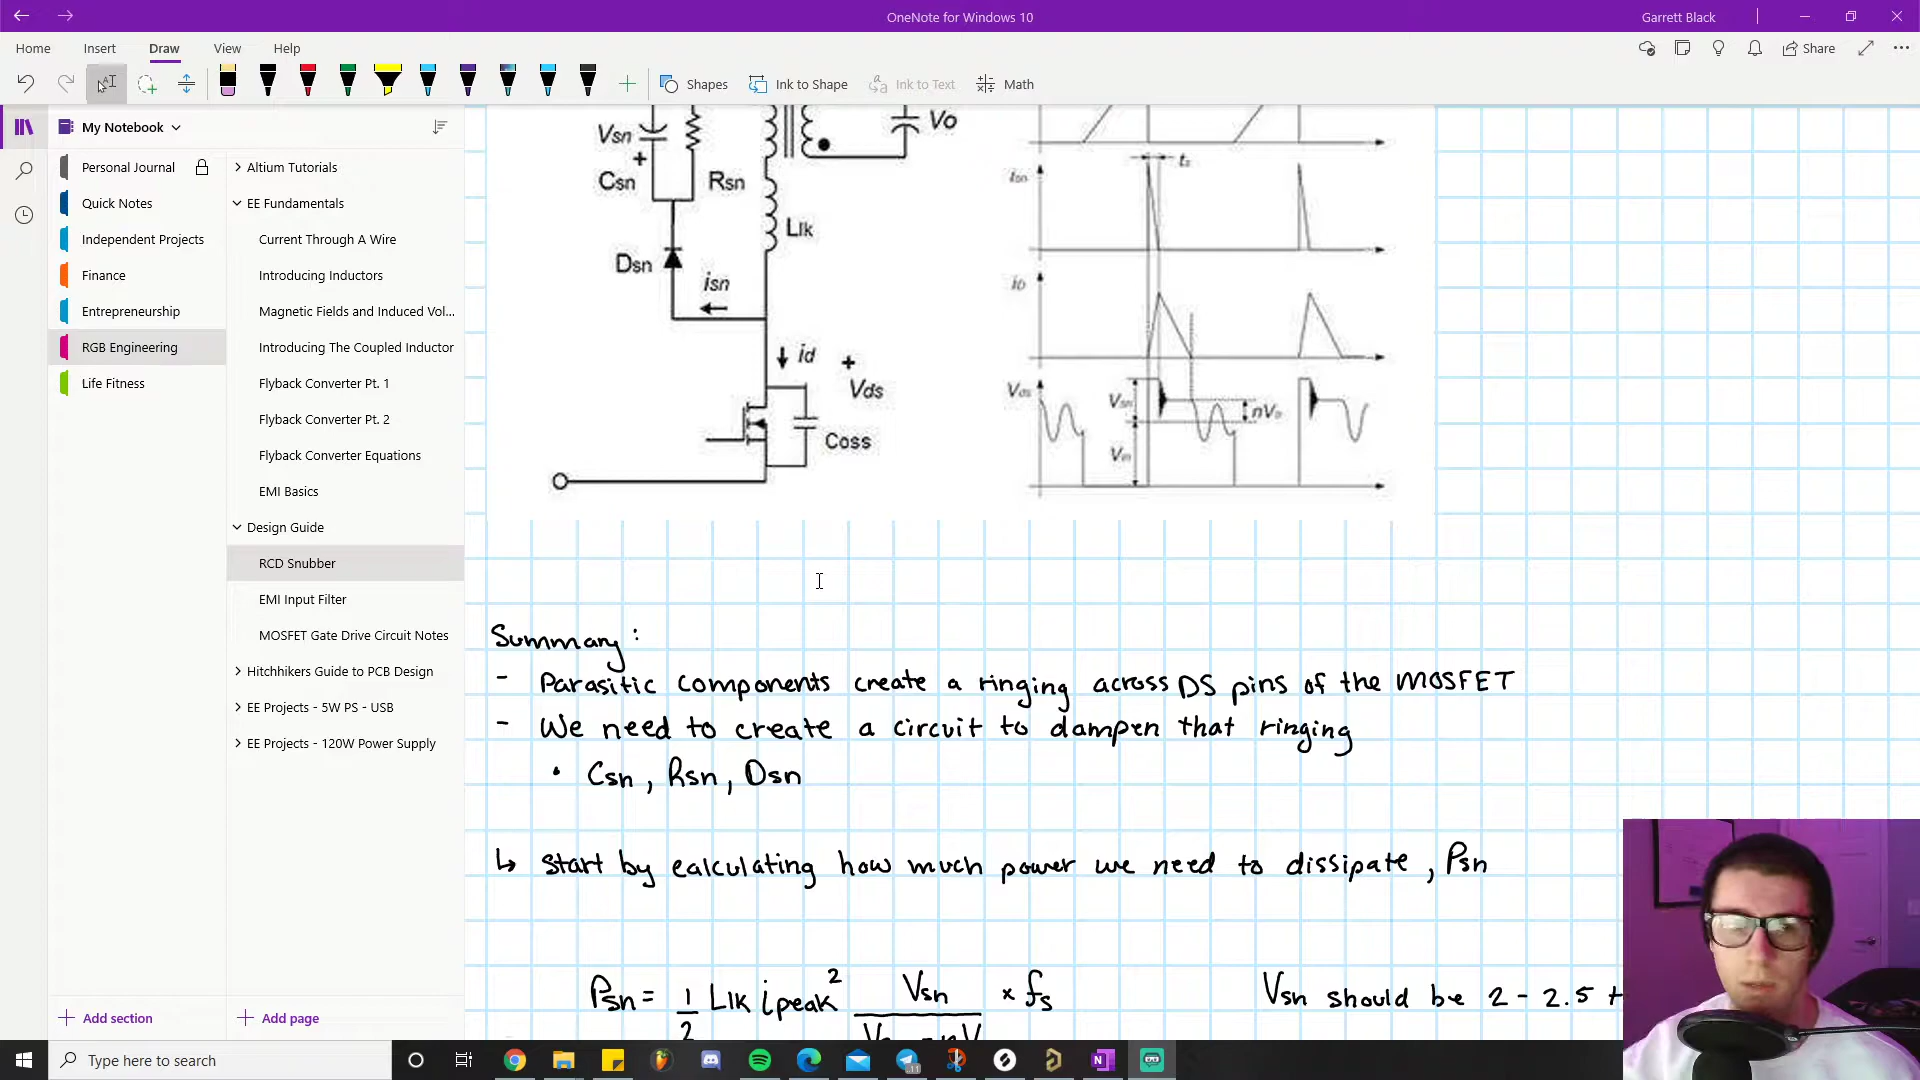 OneNote for Windows 10
Garrett Black
Home
Insert
Draw
View
Help
Share
Shapes
Ink to Shape
Ink to Text
Math
My Notebook
Personal Journal
Quick Notes
Independent Projects
Finance
Entrepreneurship
RGB Engineering
Life Fitness
Add section
Altium Tutorials
EE Fundamentals
Current Through A Wire
Introducing Inductors
Magnetic Fields and Induced Vol...
Introducing The Coupled Inductor
Flyback Converter Pt. 1
Flyback Converter Pt. 2
Flyback Converter Equations
EMI Basics
Design Guide
RCD Snubber
EMI Input Filter
MOSFET Gate Drive Circuit Notes
Hitchhikers Guide to PCB Design
EE Projects - 5W PS - USB
EE Projects - 120W Power Supply
Add page
Vsn
+
Csn
Rsn
Vo
Llk
Dsn
isn
id
+
Vds
Coss
ts
isn
iD
Vds
Vsn
nVo
Vin
Summary:
- Parasitic components create a ringing across DS pins of the MOSFET
- We need to create a circuit to dampen that ringing
• Csn, Rsn, Dsn
↳ start by calculating how much power we need to dissipate, Psn
Psn = 1/2 Llk ipeak² Vsn × fs
Vsn should be 2 - 2.5
Type here to search